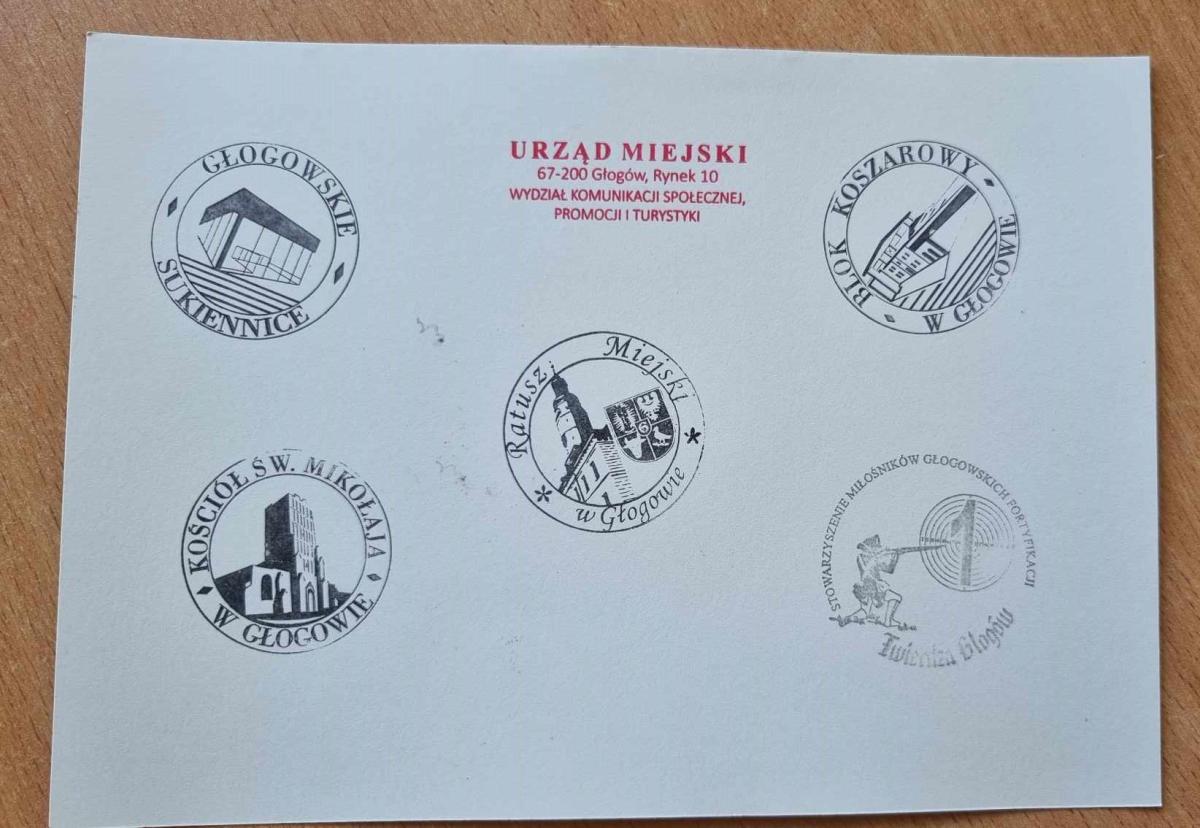 GŁOGOWSKIE
SUKIENNICE
URZĄD MIEJSKI
67-200 Głogów, Rynek 10
WYDZIAŁ KOMUNIKACJI SPOŁECZNEJ,
PROMOCJI I TURYSTYKI
BLOK KOSZAROWY
W GŁOGOWIE
Ratusz Miejski
w Głogowie
KOŚCIÓŁ ŚW. MIKOŁAJA
W GŁOGOWIE
STOWARZYSZENIE MIŁOŚNIKÓW GŁOGOWSKICH FORTYFIKACJI
1
Twierdza Głogów